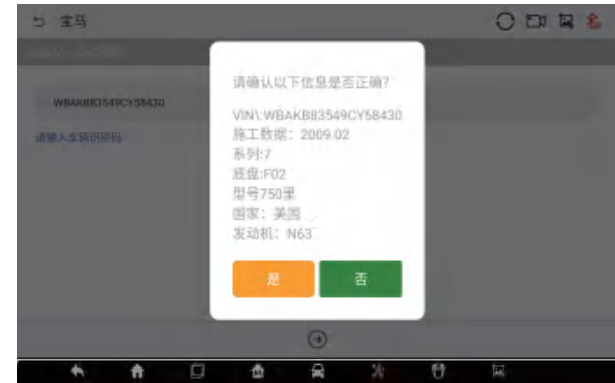 宝马
WBAKB83549CY58430
请输入车辆识别码
请确认以下信息是否正确?
VIN\:WBAKB83549CY58430
施工数据：2009.02
系列:7
底盘:F02
型号750里
国家：美国
发动机：N63
是
否